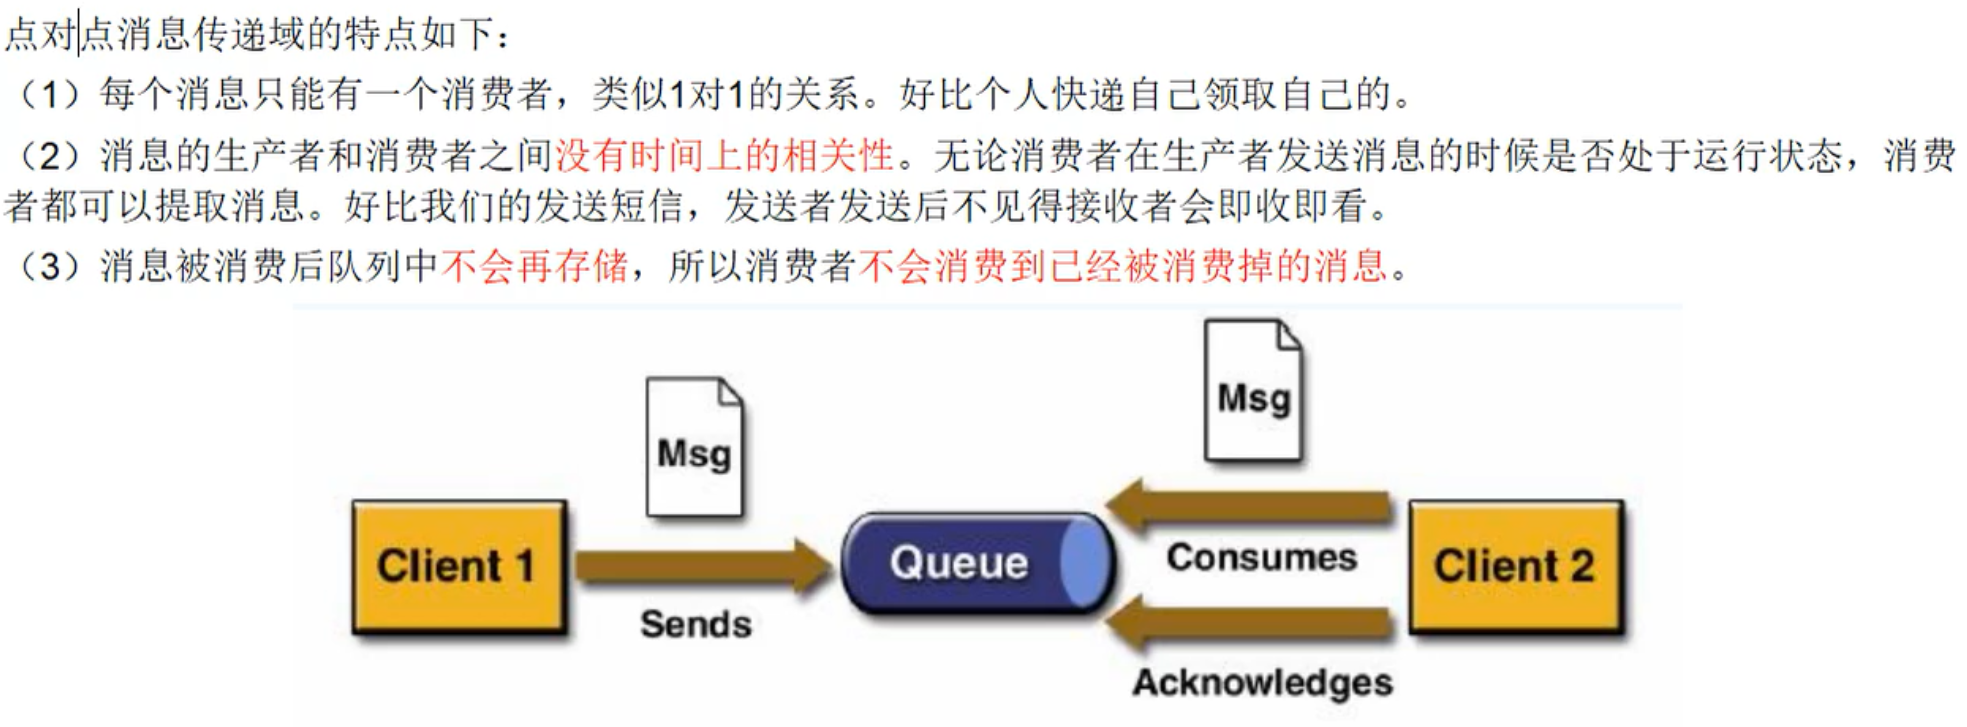 点对点消息传递域的特点如下：
（1）每个消息只能有一个消费者，类似1对1的关系。好比个人快递自己领取自己的。
（2）消息的生产者和消费者之间没有时间上的相关性。无论消费者在生产者发送消息的时候是否处于运行状态，消费
者都可以提取消息。好比我们的发送短信，发送者发送后不见得接收者会即收即看。
（3）消息被消费后队列中不会再存储，所以消费者不会消费到已经被消费掉的消息。
Msg
Msg
Client 1
Sends
Queue
Consumes
Acknowledges
Client 2